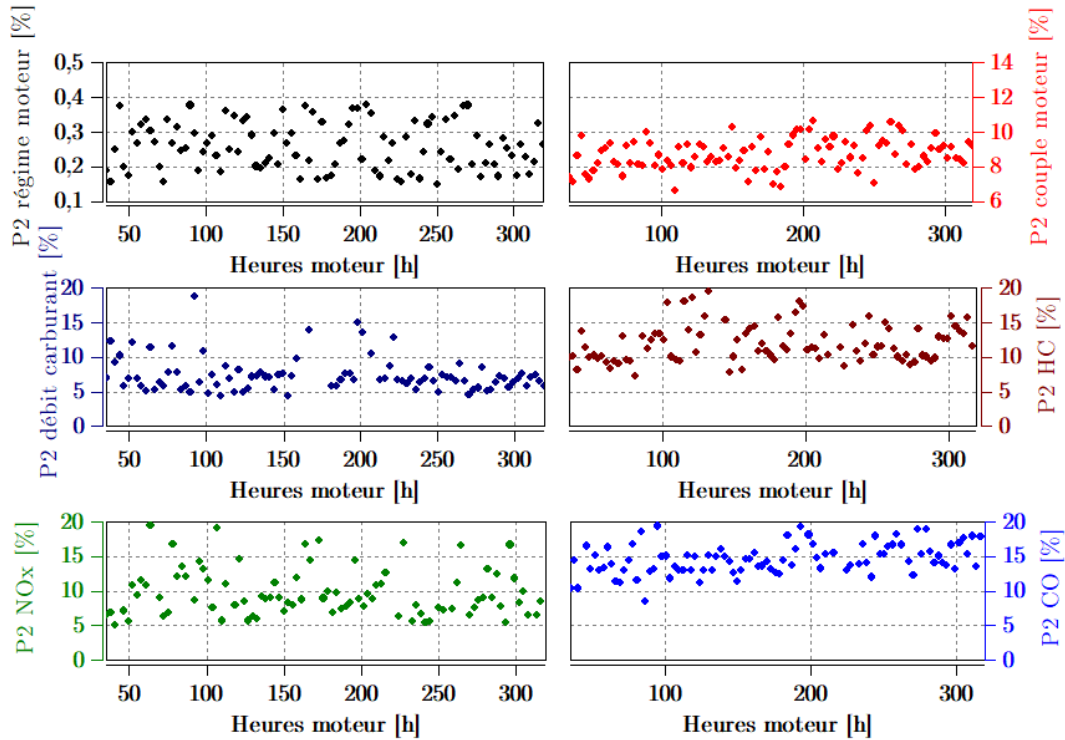 P2 régime moteur [%]
0,5
0,4
0,3
0,2
0,1
50 100 150 200 250 300
Heures moteur [h]
14
12
10
8
6
P2 couple moteur [%]
100 200 300
Heures moteur [h]
P2 débit carburant [%]
20
15
10
5
0
50 100 150 200 250 300
Heures moteur [h]
20
15
10
5
0
P2 HC [%]
100 200 300
Heures moteur [h]
P2 NOx [%]
20
15
10
5
0
50 100 150 200 250 300
Heures moteur [h]
20
15
10
5
0
P2 CO [%]
100 200 300
Heures moteur [h]